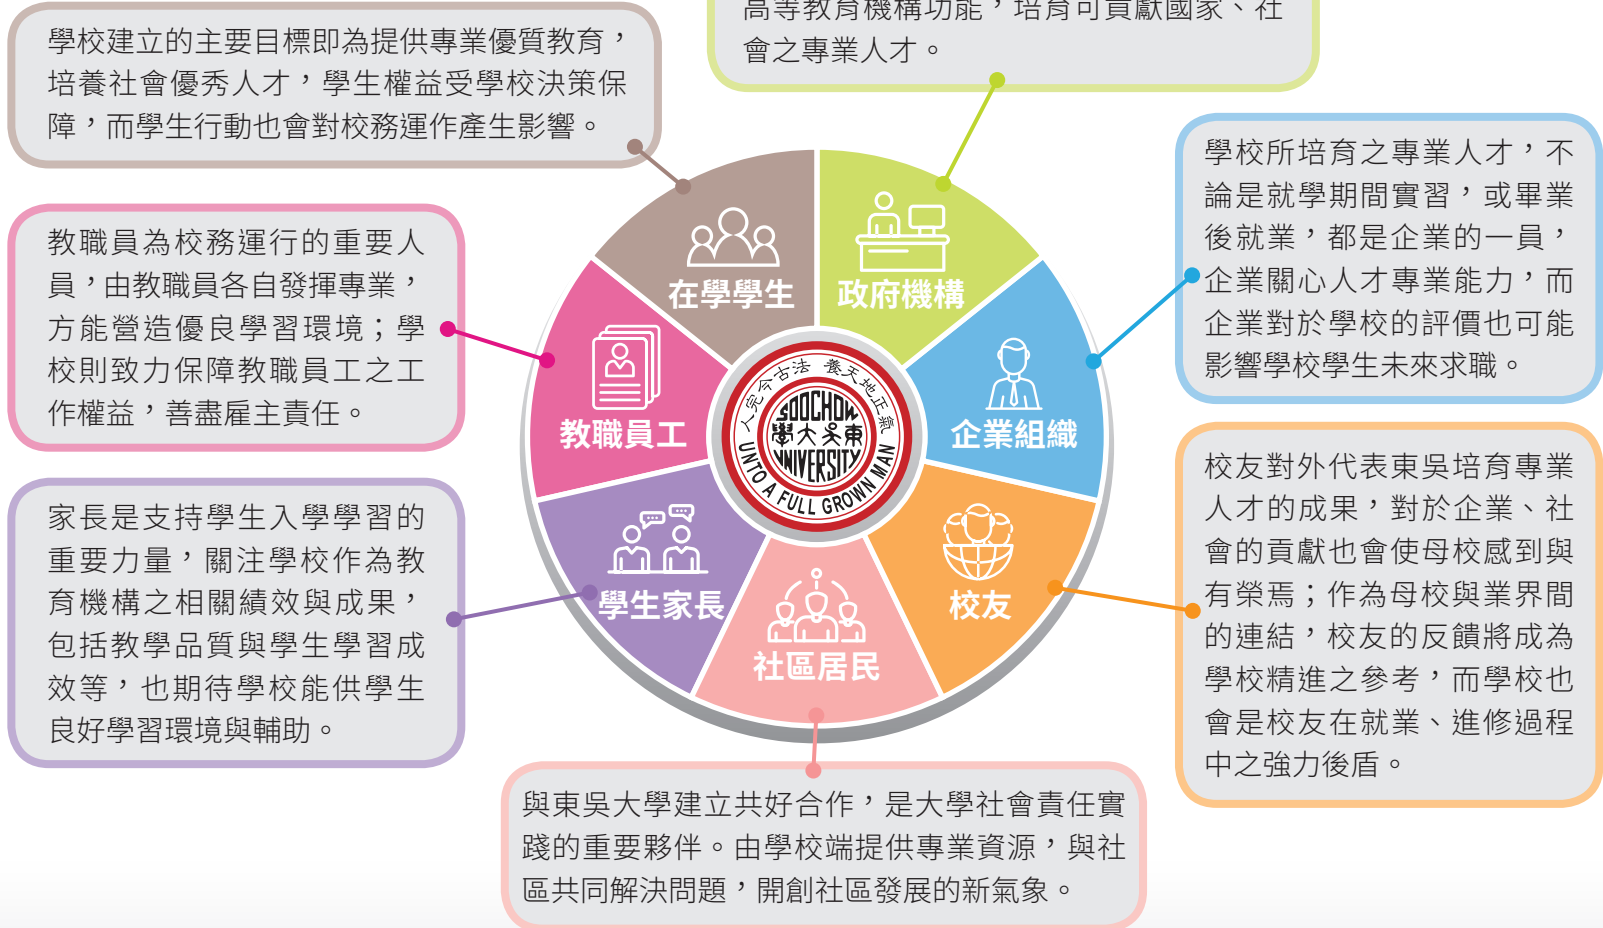 高等教育機構功能，培育可貢獻國家、社
會之專業人才。
學校建立的主要目標即為提供專業優質教育，
培養社會優秀人才，學生權益受學校決策保
障，而學生行動也會對校務運作產生影響。
學校所培育之專業人才，不
論是就學期間實習，或畢業
後就業，都是企業的一員，
企業關心人才專業能力，而
企業對於學校的評價也可能
影響學校學生未來求職。
教職員為校務運行的重要人
員，由教職員各自發揮專業，
方能營造優良學習環境；學
校則致力保障教職員工之工
作權益，善盡雇主責任。
在學學生
政府機構
教職員工
企業組織
學生家長
校友
社區居民
養天地正氣
法古今完人
SOOCHOW
學大吳東
UNIVERSITY
UNTO A FULL GROWN MAN
校友對外代表東吳培育專業
人才的成果，對於企業、社
會的貢獻也會使母校感到與
有榮焉；作為母校與業界間
的連結，校友的反饋將成為
學校精進之參考，而學校也
會是校友在就業、進修過程
中之強力後盾。
家長是支持學生入學學習的
重要力量，關注學校作為教
育機構之相關績效與成果，
包括教學品質與學生學習成
效等，也期待學校能供學生
良好學習環境與輔助。
與東吳大學建立共好合作，是大學社會責任實
踐的重要夥伴。由學校端提供專業資源，與社
區共同解決問題，開創社區發展的新氣象。